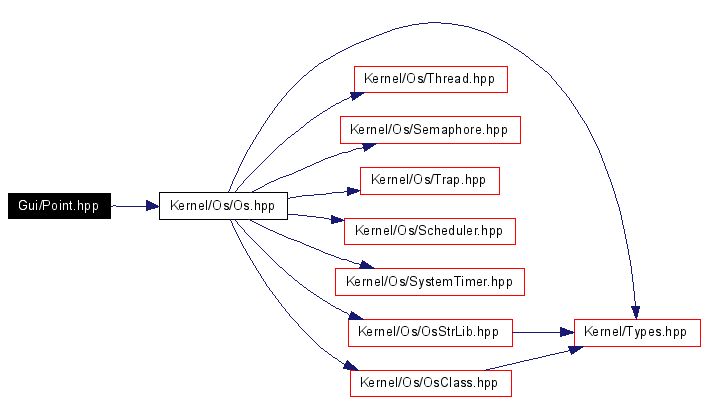 Kernel/Os/Thread.hpp
Kernel/Os/Semaphore.hpp
Kernel/Os/Trap.hpp
Gui/Point.hpp
Kernel/Os/Os.hpp
Kernel/Os/Scheduler.hpp
Kernel/Os/SystemTimer.hpp
Kernel/Os/OsStrLib.hpp
Kernel/Types.hpp
Kernel/Os/OsClass.hpp